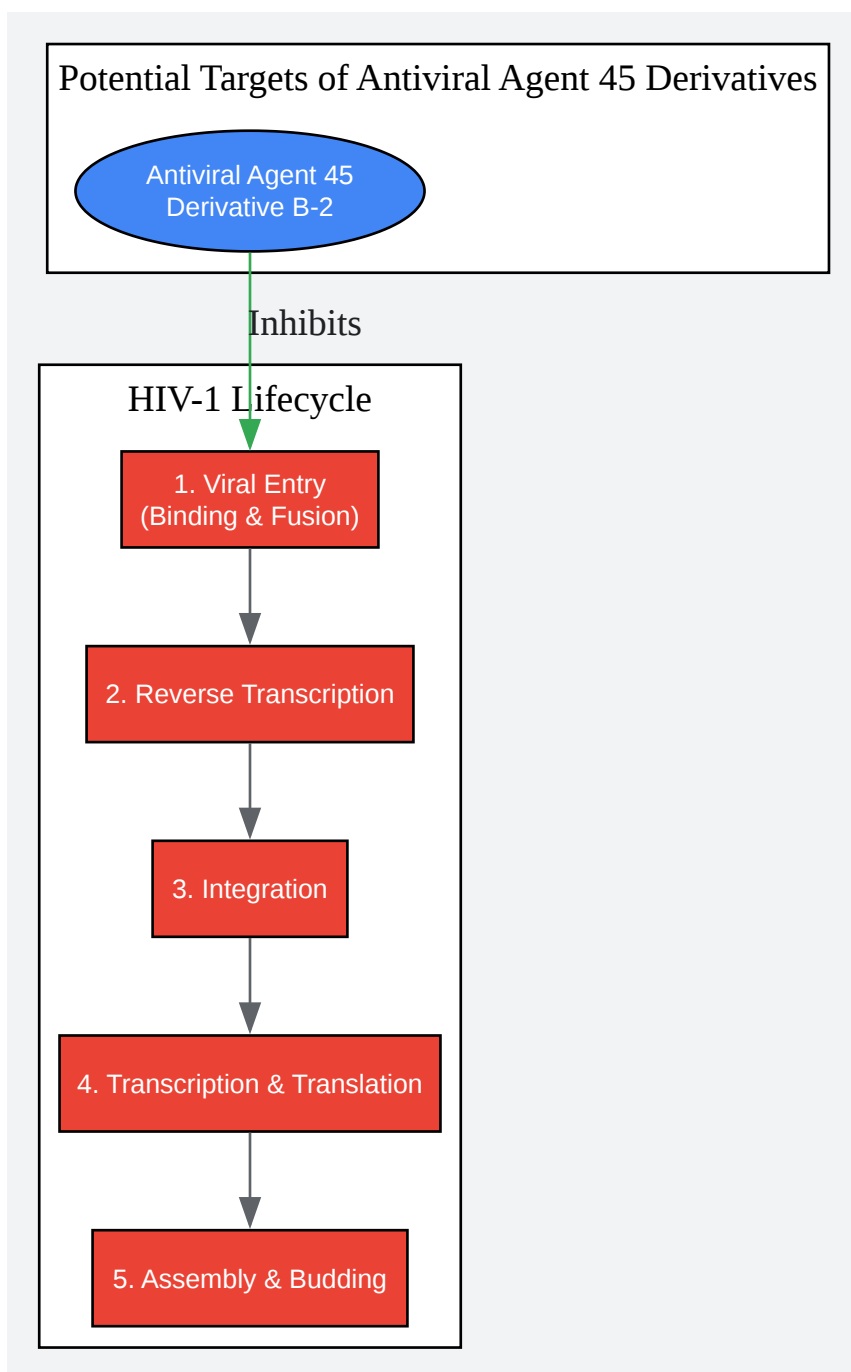 Potential Targets of Antiviral Agent 45 Derivatives
Antiviral Agent 45
Derivative B-2
Inhibits
HIV-1 Lifecycle
1. Viral Entry
(Binding & Fusion)
2. Reverse Transcription
3. Integration
4. Transcription & Translation
5. Assembly & Budding